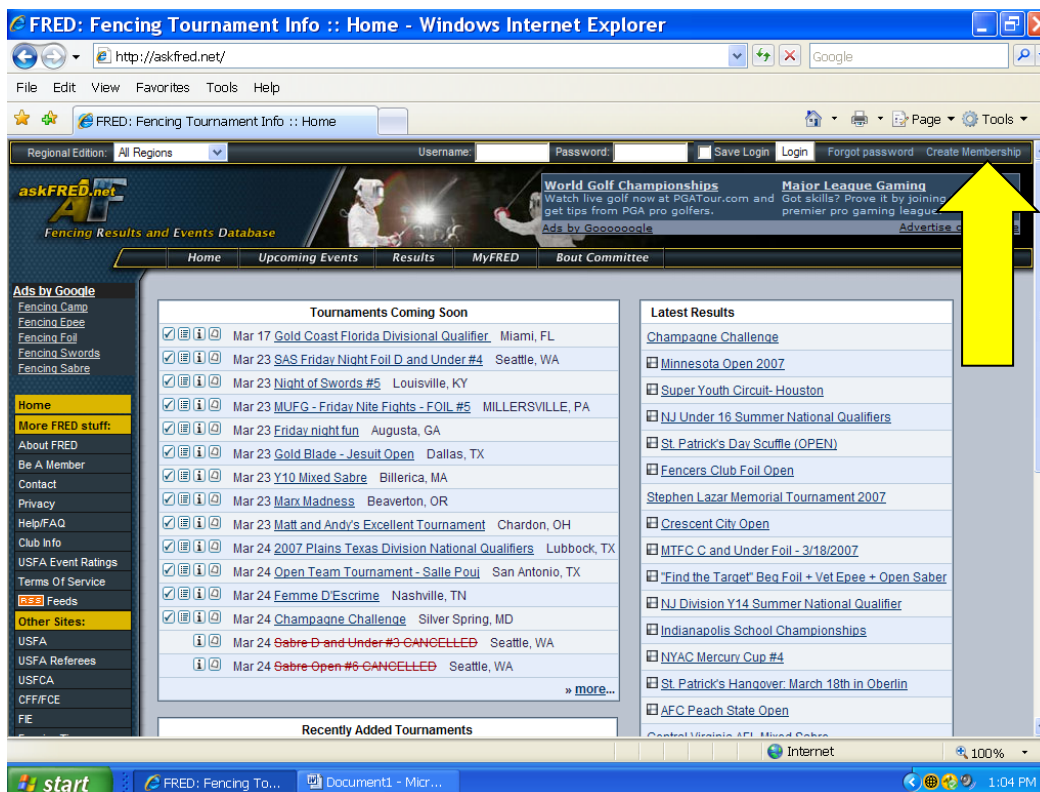 FRED: Fencing Tournament Info :: Home - Windows Internet Explorer
http://askfred.net/
Google
File Edit View Favorites Tools Help
FRED: Fencing Tournament Info :: Home
Page
Tools
Regional Edition: All Regions Username: Password: Save Login Login Forgot password Create Membership
askFRED.net
AF
Fencing Results and Events Database
World Golf Championships
Watch live golf now at PGATour.com and
get tips from PGA pro golfers.
Major League Gaming
Got skills? Prove it by joining
premier pro gaming league.
Ads by Goooooogle
Advertise
Home Upcoming Events Results MyFRED Bout Committee
Ads by Google
Fencing Camp
Fencing Epee
Fencing Foil
Fencing Swords
Fencing Sabre
Home
More FRED stuff:
About FRED
Be A Member
Contact
Privacy
Help/FAQ
Club Info
USFA Event Ratings
Terms Of Service
RSS Feeds
Other Sites:
USFA
USFA Referees
USFCA
CFF/FCE
FIE
Tournaments Coming Soon
Mar 17 Gold Coast Florida Divisional Qualifier Miami, FL
Mar 23 SAS Friday Night Foil D and Under #4 Seattle, WA
Mar 23 Night of Swords #5 Louisville, KY
Mar 23 MUFG - Friday Nite Fights - FOIL #5 MILLERSVILLE, PA
Mar 23 Friday night fun Augusta, GA
Mar 23 Gold Blade - Jesuit Open Dallas, TX
Mar 23 Y10 Mixed Sabre Billerica, MA
Mar 23 Marx Madness Beaverton, OR
Mar 23 Matt and Andy's Excellent Tournament Chardon, OH
Mar 24 2007 Plains Texas Division National Qualifiers Lubbock, TX
Mar 24 Open Team Tournament - Salle Pouj San Antonio, TX
Mar 24 Femme D'Escrime Nashville, TN
Mar 24 Champagne Challenge Silver Spring, MD
Mar 24 Sabre D and Under #3 CANCELLED Seattle, WA
Mar 24 Sabre Open #6 CANCELLED Seattle, WA
» more...
Recently Added Tournaments
Latest Results
Champagne Challenge
Minnesota Open 2007
Super Youth Circuit- Houston
NJ Under 16 Summer National Qualifiers
St. Patrick's Day Scuffle (OPEN)
Fencers Club Foil Open
Stephen Lazar Memorial Tournament 2007
Crescent City Open
MTFC C and Under Foil - 3/18/2007
"Find the Target" Beg Foil + Vet Epee + Open Saber
NJ Division Y14 Summer National Qualifier
Indianapolis School Championships
NYAC Mercury Cup #4
St. Patrick's Hangover: March 18th in Oberlin
AFC Peach State Open
Central Virginia AFL Mixed Sabre
Internet
100%
start
FRED: Fencing To...
Document1 - Micr...
1:04 PM